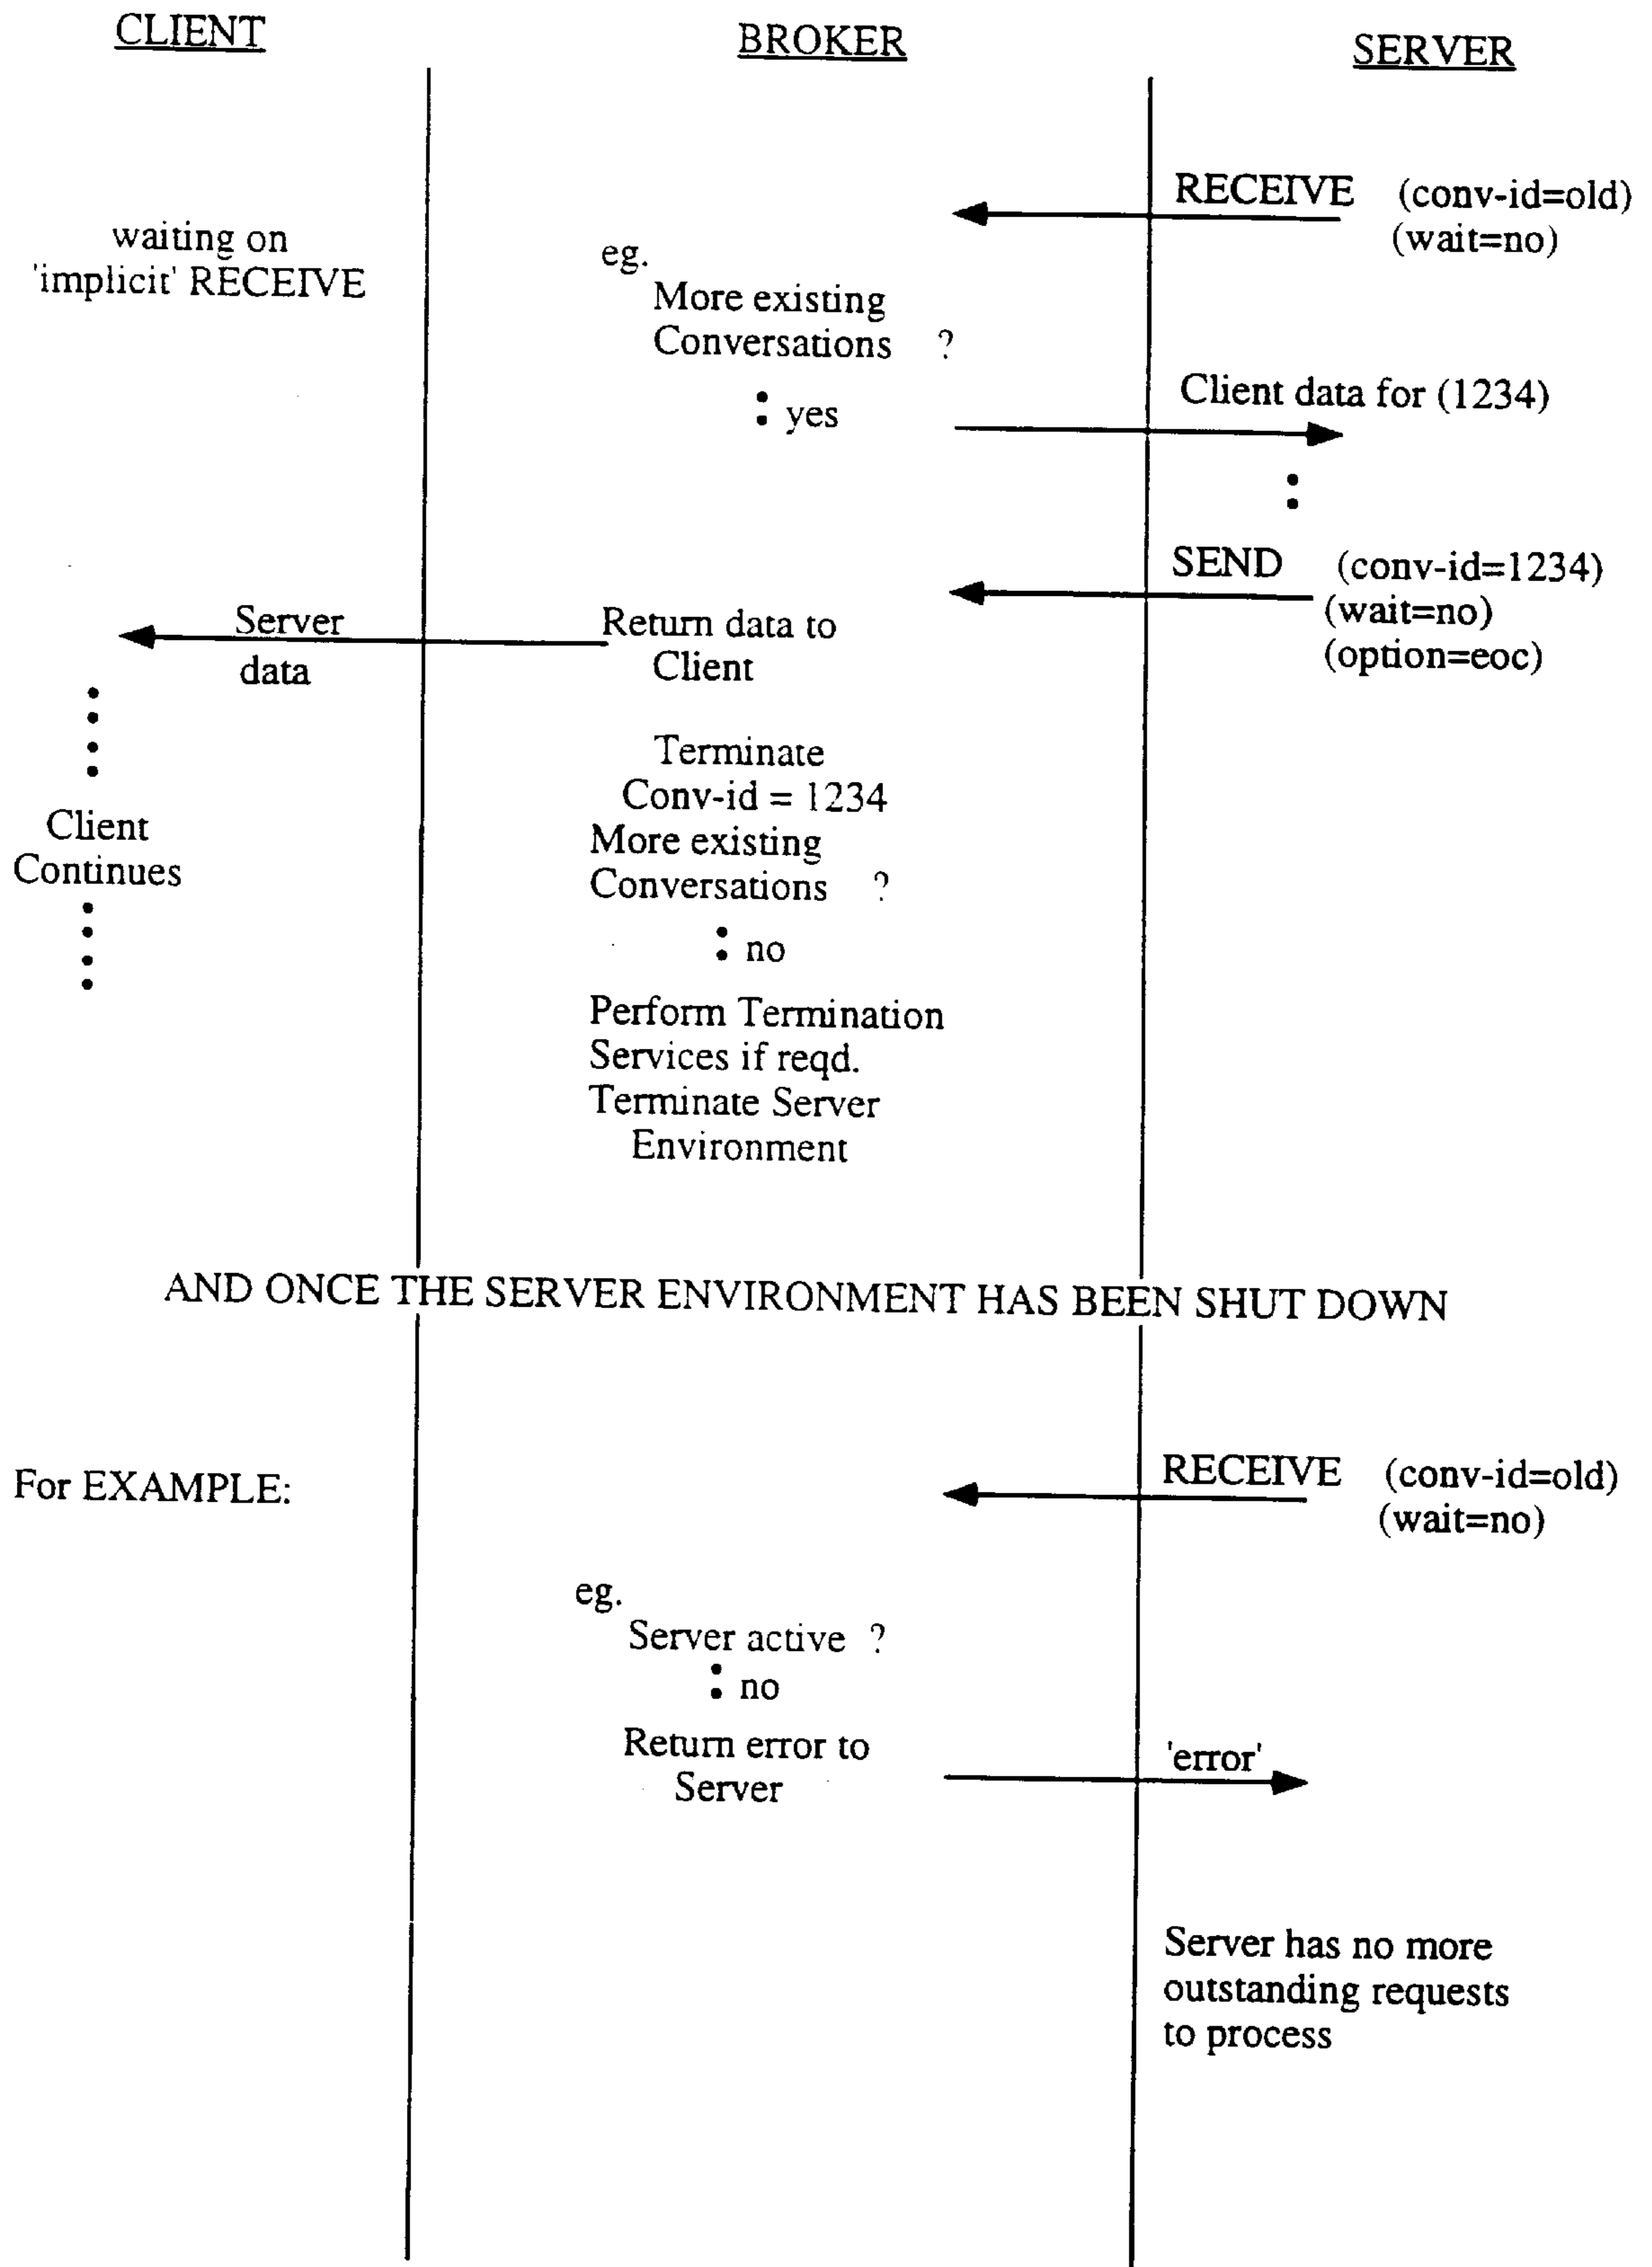 CLIENT
BROKER
SERVER
RECEIVE (conv-id=old)
(wait=no)
waiting on
'implicit' RECEIVE
eg.
More existing
Conversations ?
: yes
Client data for (1234)
:
SEND (conv-id=1234)
(wait=no)
(option=eoc)
Server
data
Return data to
Client
Terminate
Conv-id = 1234
More existing
Conversations ?
: no
Client
Continues
Perform Termination
Services if reqd.
Terminate Server
Environment
AND ONCE THE SERVER ENVIRONMENT HAS BEEN SHUT DOWN
For EXAMPLE:
RECEIVE (conv-id=old)
(wait=no)
eg.
Server active ?
: no
Return error to
Server
'error'
Server has no more
outstanding requests
to process